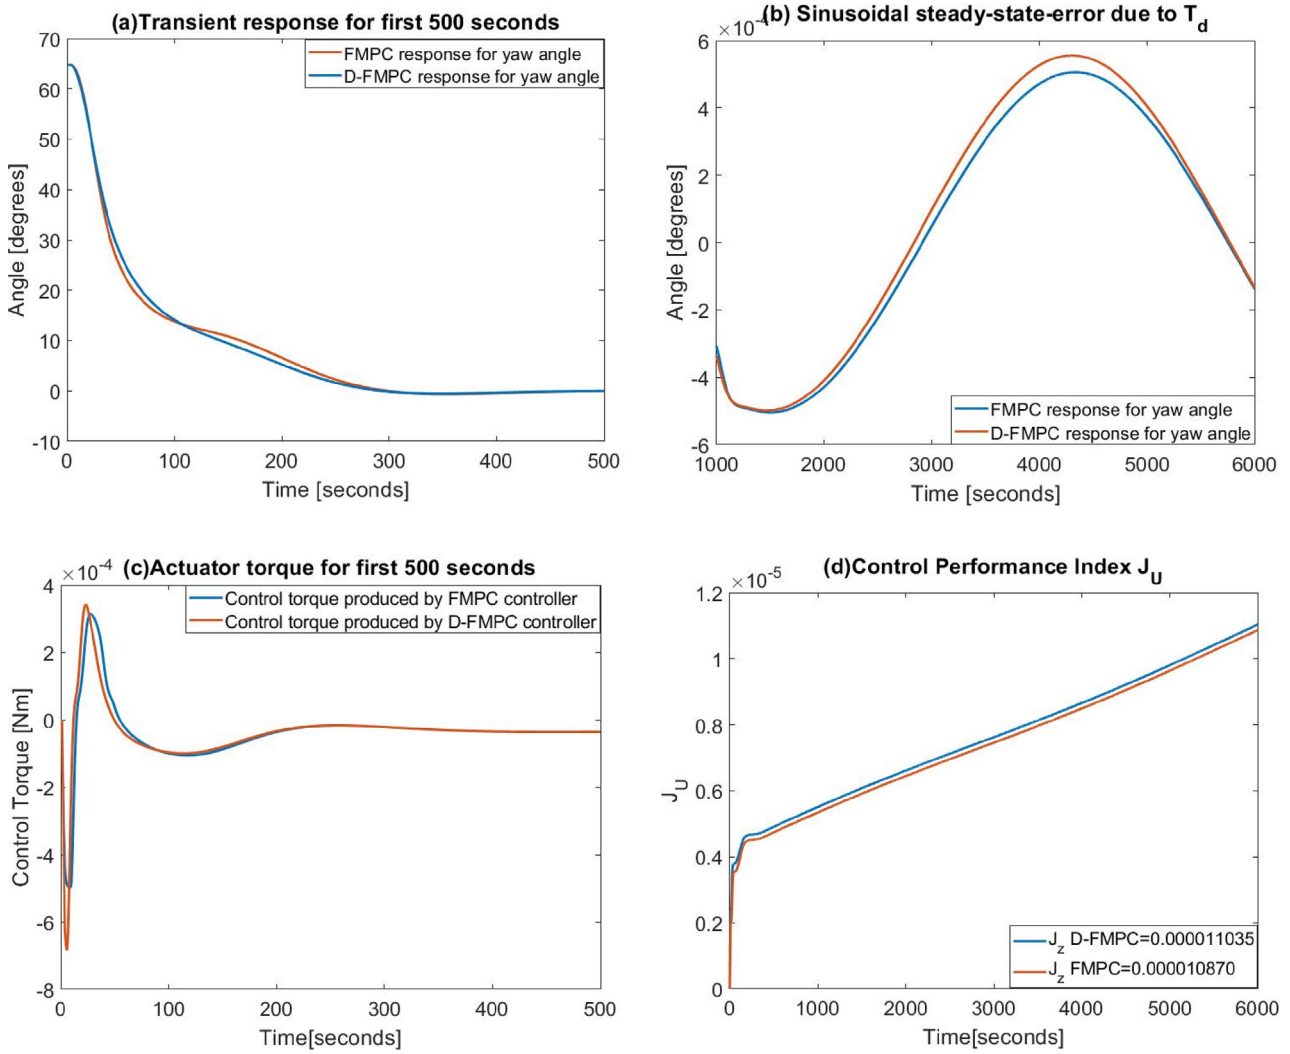 (a)Transient response for first 500 seconds
70
60
50
40
30
20
10
0
-10
Angle [degrees]
FMPC response for yaw angle
D-FMPC response for yaw angle
0 100 200 300 400 500
Time [seconds]
(b) Sinusoidal steady-state-error due to T_d
×10^-4
6
4
2
0
-2
-4
-6
Angle [degrees]
FMPC response for yaw angle
D-FMPC response for yaw angle
1000 2000 3000 4000 5000 6000
Time [seconds]
(c)Actuator torque for first 500 seconds
×10^-4
4
2
0
-2
-4
-6
-8
Control Torque [Nm]
Control torque produced by FMPC controller
Control torque produced by D-FMPC controller
0 100 200 300 400 500
Time[seconds]
(d)Control Performance Index J_U
×10^-5
1.2
1
0.8
0.6
0.4
0.2
0
J_U
J_z D-FMPC=0.000011035
J_z FMPC=0.000010870
0 1000 2000 3000 4000 5000 6000
Time[seconds]